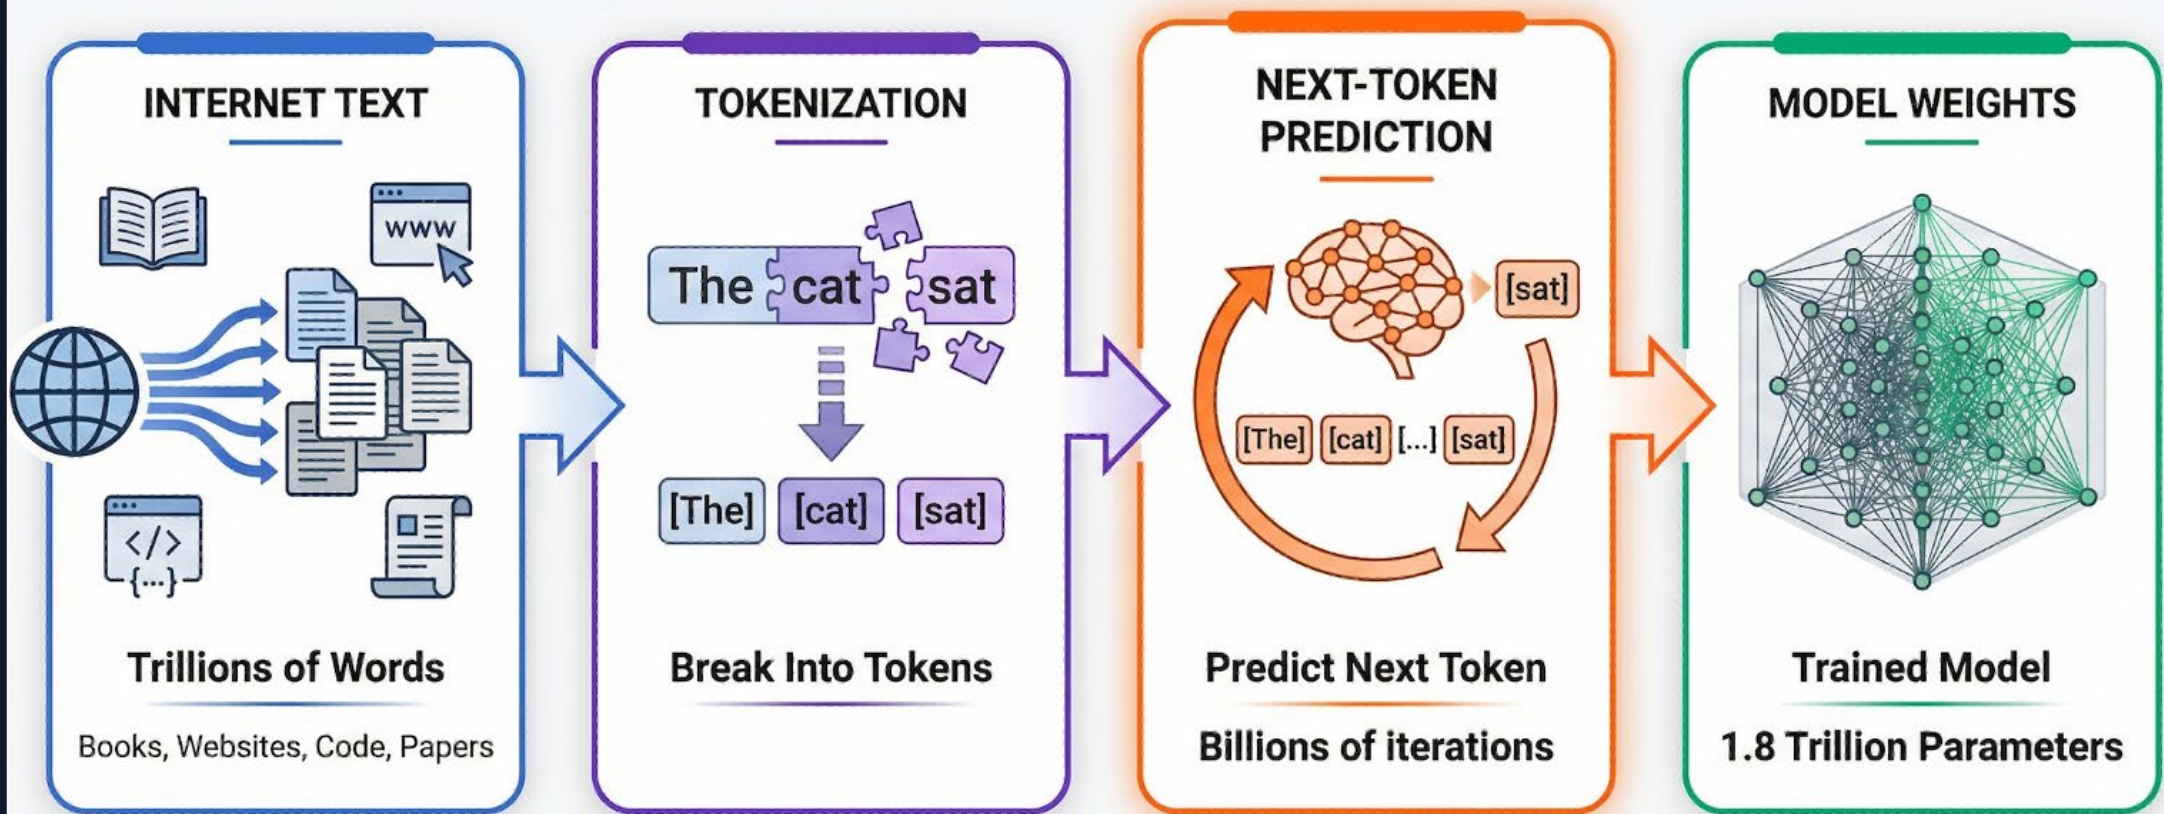 INTERNET TEXT
www
</>
{...}
Trillions of Words
Books, Websites, Code, Papers
TOKENIZATION
The cat sat
[The] [cat] [sat]
Break Into Tokens
NEXT-TOKEN
PREDICTION
[sat]
[The] [cat] [...] [sat]
Predict Next Token
Billions of iterations
MODEL WEIGHTS
Trained Model
1.8 Trillion Parameters